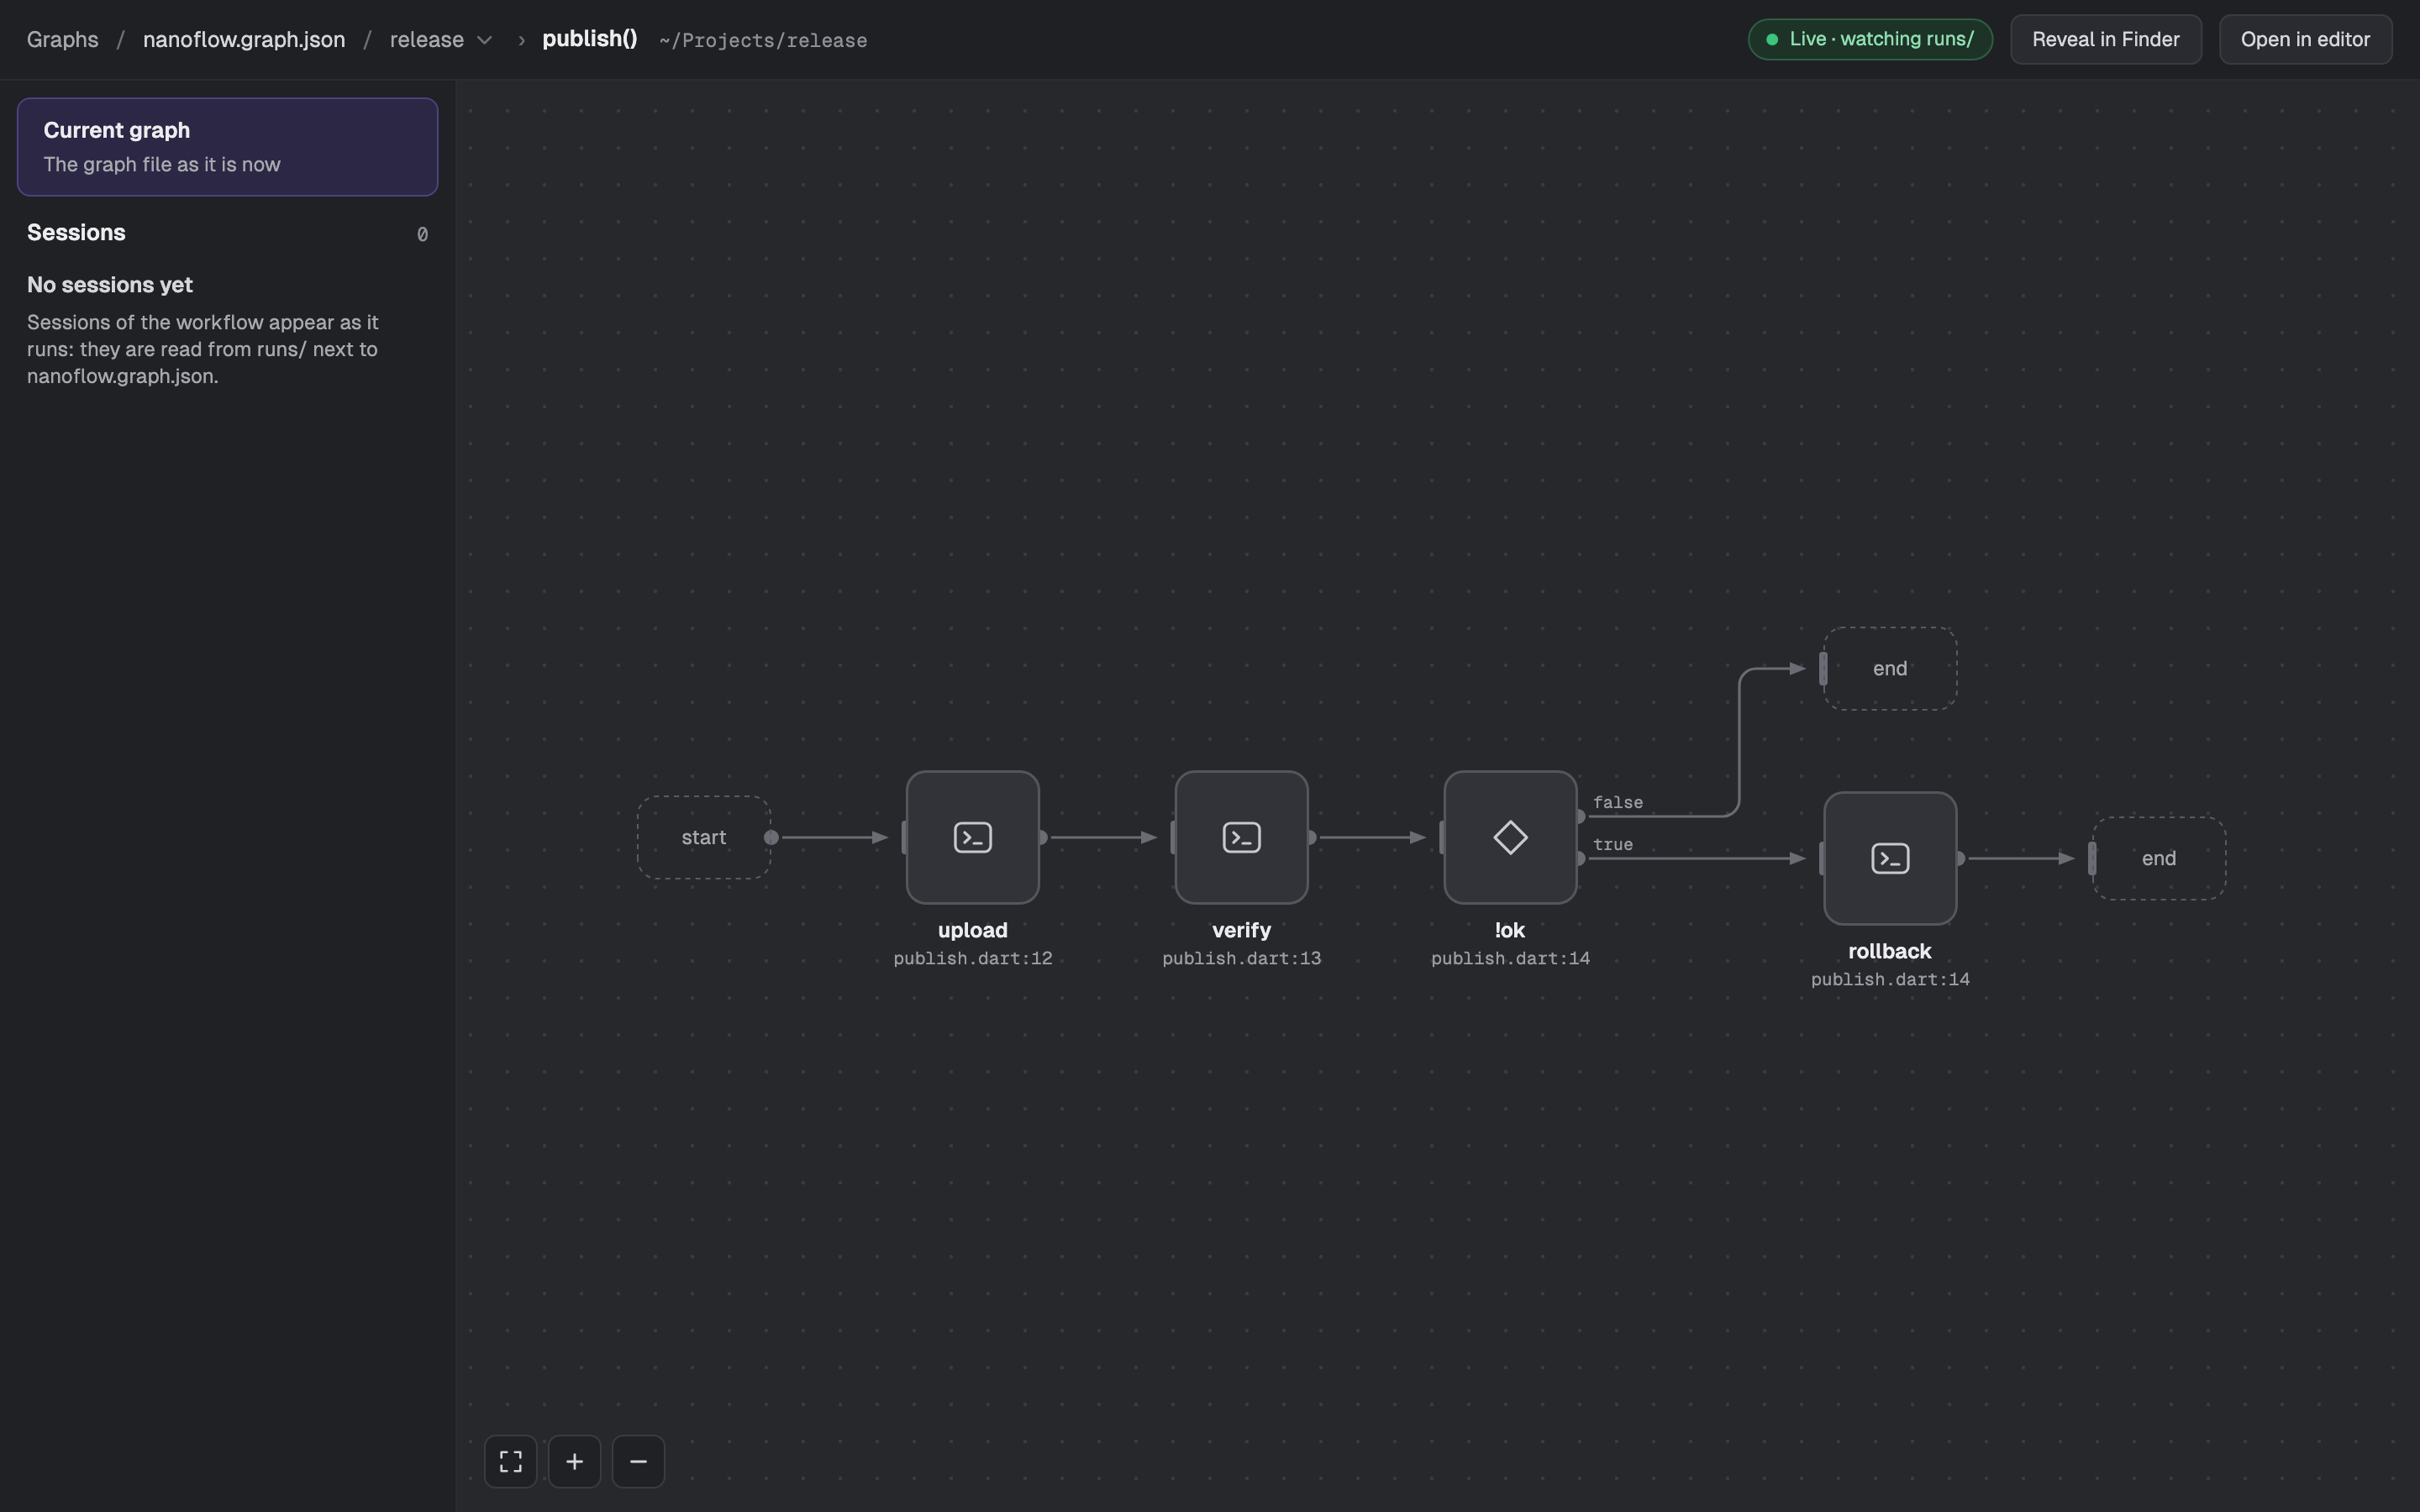 Graphs / nanoflow.graph.json / release › publish() ~/Projects/release
Live · watching runs/
Reveal in Finder
Open in editor
Current graph
The graph file as it is now
Sessions 0
No sessions yet
Sessions of the workflow appear as it
runs: they are read from runs/ next to
nanoflow.graph.json.
start
upload
publish.dart:12
verify
publish.dart:13
!ok
publish.dart:14
false
true
end
rollback
publish.dart:14
end